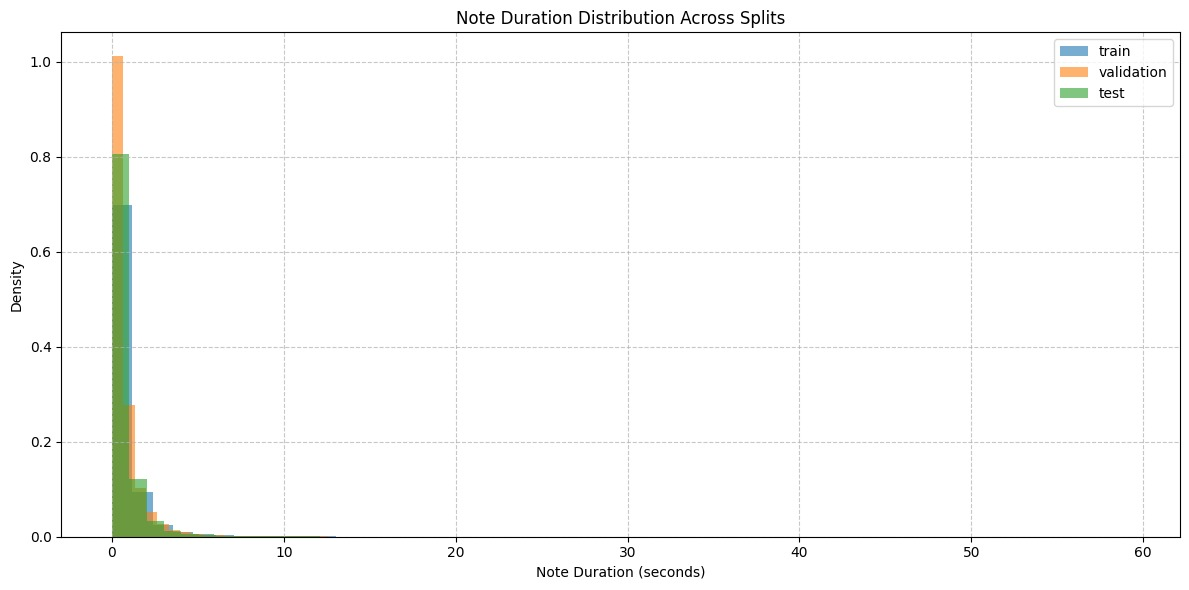 Note Duration Distribution Across Splits
train
validation
test
1.0
0.8
0.6
0.4
0.2
0.0
Density
0 10 20 30 40 50 60
Note Duration (seconds)